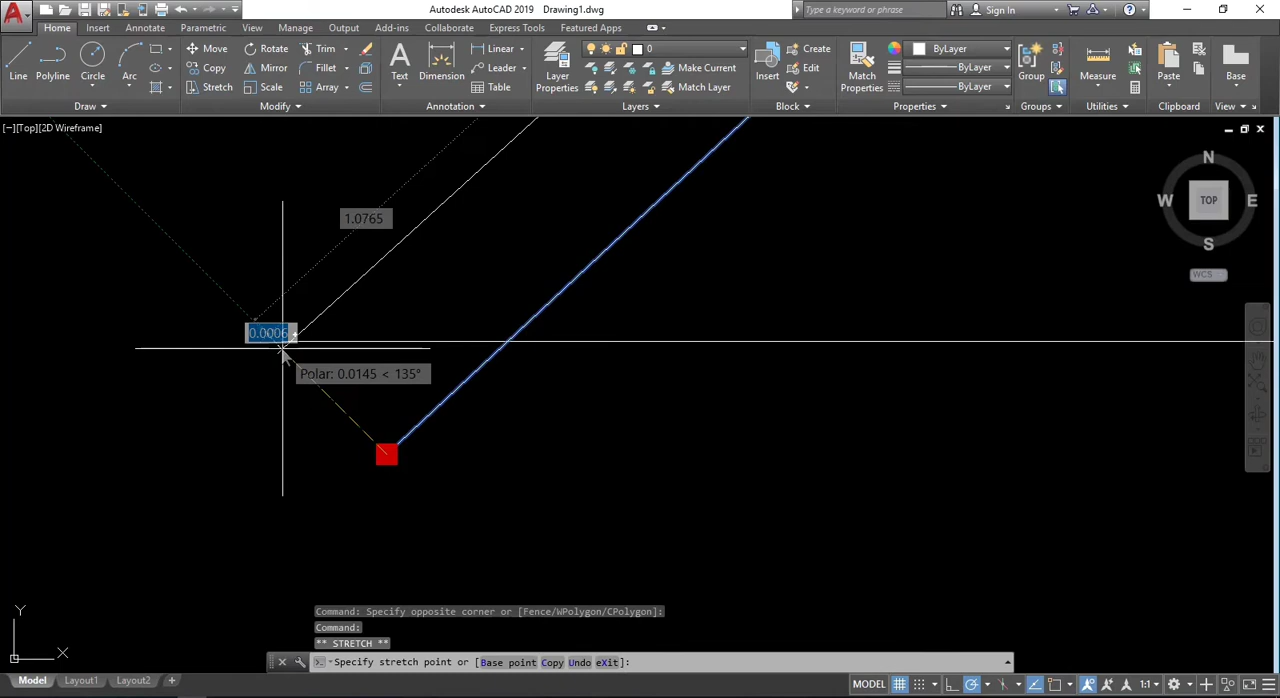 Autodesk AutoCAD 2019 Drawing1.dwg
Type a keyword or phrase
Sign In
Home Insert Annotate Parametric View Manage Output Add-ins Collaborate Express Tools Featured Apps
Line
Polyline
Circle
Arc
Move
Copy
Stretch
Rotate
Mirror
Scale
Trim
Fillet
Array
Text
Dimension
Linear
Leader
Table
Layer
Properties
0
Make Current
Match Layer
Insert
Create
Edit
Match
Properties
ByLayer
ByLayer
ByLayer
Group
Measure
Paste
Base
Draw Modify Annotation Layers Block Properties Groups Utilities Clipboard View
[−][Top][2D Wireframe]
N
W
TOP
E
S
WCS
1.0765
0.0006
Polar: 0.0145 < 135°
Y
X
Command: Specify opposite corner or [Fence/WPolygon/CPolygon]:
Command:
** STRETCH **
Specify stretch point or [Base point Copy Undo eXit]:
Model Layout1 Layout2 +
MODEL
1:1